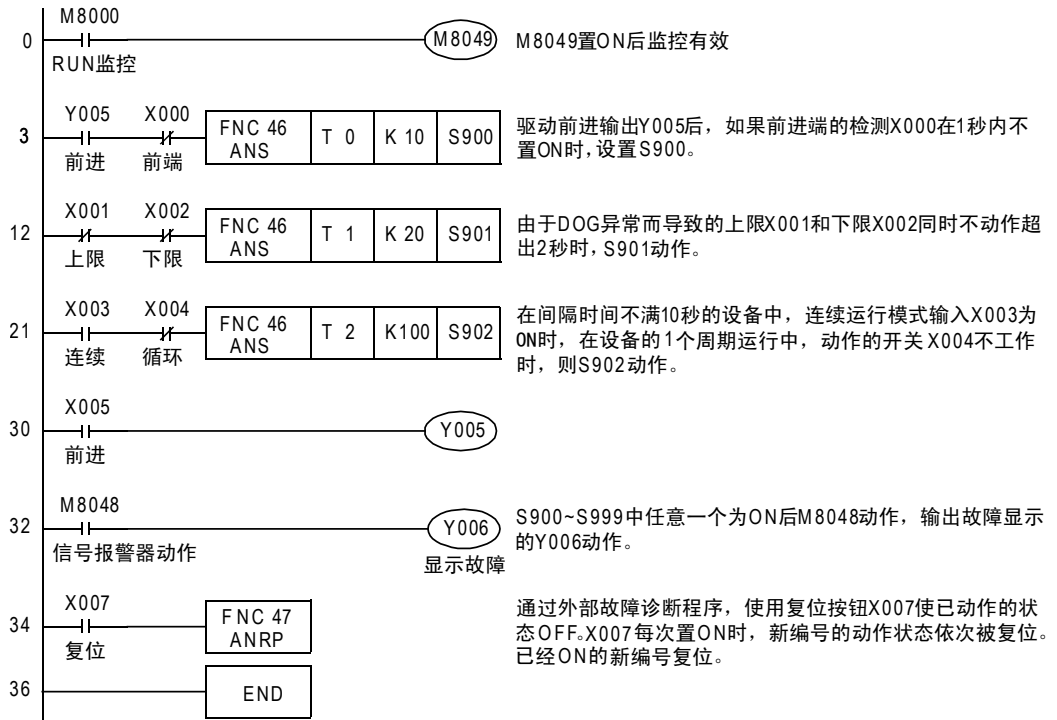 M8000
0
M8049
M8049置ON后监控有效
RUN监控
Y005 X000
3
FNC 46 ANS T 0 K 10 S900
前进 前端
驱动前进输出Y005后，如果前进端的检测X000在1秒内不
置ON时，设置S900。
X001 X002
12
FNC 46 ANS T 1 K 20 S901
上限 下限
由于DOG异常而导致的上限X001和下限X002同时不动作超
出2秒时，S901动作。
X003 X004
21
FNC 46 ANS T 2 K100 S902
连续 循环
在间隔时间不满10秒的设备中，连续运行模式输入X003为
ON时，在设备的1个周期运行中，动作的开关X004不工作
时，则S902动作。
X005
30
Y005
前进
M8048
32
Y006
信号报警器动作
显示故障
S900~S999中任意一个为ON后M8048动作，输出故障显示
的Y006动作。
X007
34
FNC 47
ANRP
复位
通过外部故障诊断程序，使用复位按钮X007使已动作的状
态OFF。X007每次置ON时，新编号的动作状态依次被复位。
已经ON的新编号复位。
36
END